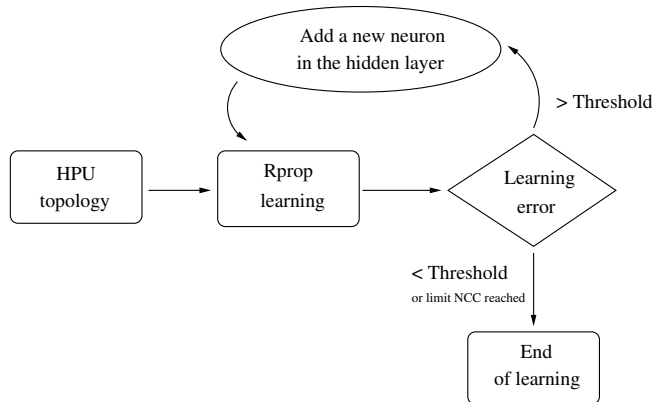 Add a new neuron
in the hidden layer
> Threshold
HPU
topology
Rprop
learning
Learning
error
< Threshold
or limit NCC reached
End
of learning